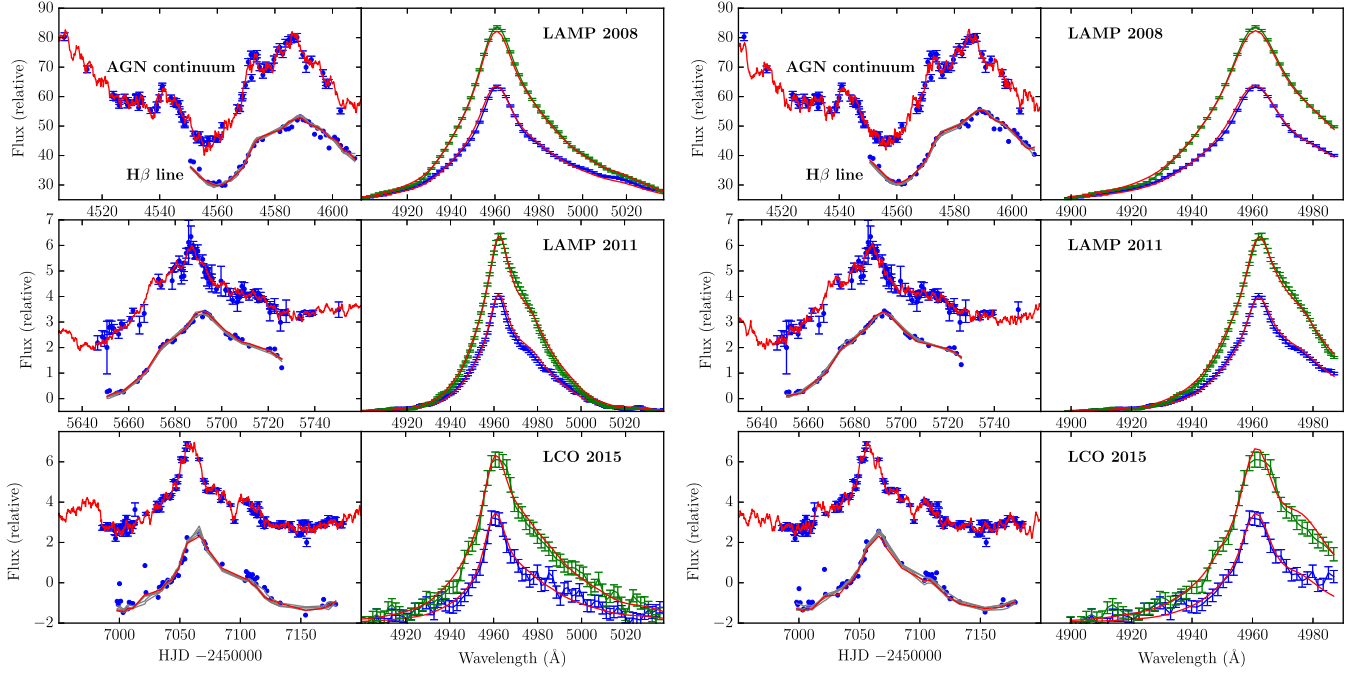 90
80
70
60
50
40
30
Flux (relative)
AGN continuum
Hβ line
4520 4540 4560 4580 4600
LAMP 2008
4920 4940 4960 4980 5000 5020
90
80
70
60
50
40
30
Flux (relative)
AGN continuum
Hβ line
4520 4540 4560 4580 4600
LAMP 2008
4900 4920 4940 4960 4980
7
6
5
4
3
2
1
0
Flux (relative)
5640 5660 5680 5700 5720 5740
LAMP 2011
4920 4940 4960 4980 5000 5020
7
6
5
4
3
2
1
0
Flux (relative)
5640 5660 5680 5700 5720 5740
LAMP 2011
4900 4920 4940 4960 4980
6
4
2
0
−2
Flux (relative)
7000 7050 7100 7150
HJD −2450000
LCO 2015
4920 4940 4960 4980 5000 5020
Wavelength (Å)
6
4
2
0
−2
Flux (relative)
7000 7050 7100 7150
HJD −2450000
LCO 2015
4900 4920 4940 4960 4980
Wavelength (Å)